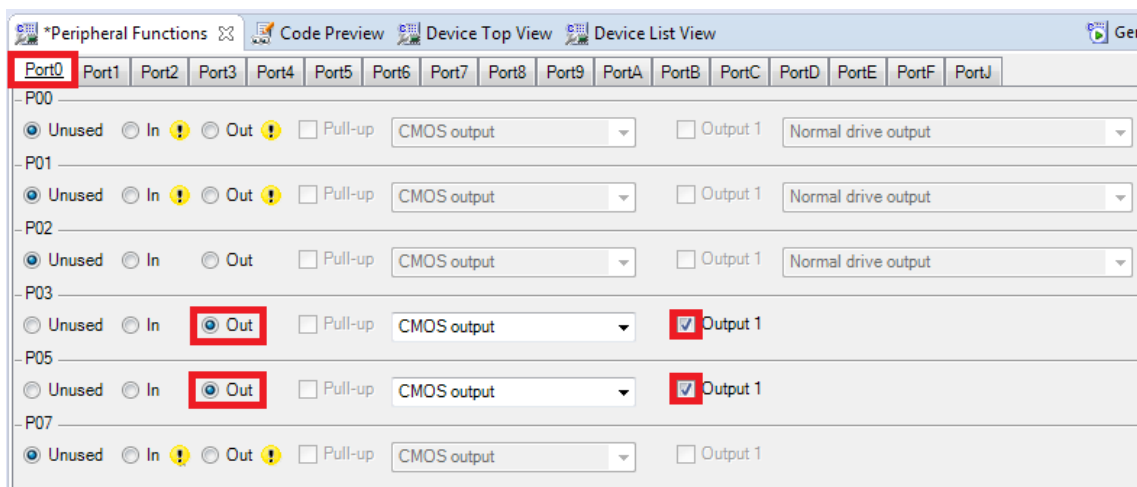 *Peripheral Functions Code Preview Device Top View Device List View
Port0 Port1 Port2 Port3 Port4 Port5 Port6 Port7 Port8 Port9 PortA PortB PortC PortD PortE PortF PortJ
P00
Unused In Out Pull-up CMOS output Output 1 Normal drive output
P01
Unused In Out Pull-up CMOS output Output 1 Normal drive output
P02
Unused In Out Pull-up CMOS output Output 1 Normal drive output
P03
Unused In Out Pull-up CMOS output Output 1
P05
Unused In Out Pull-up CMOS output Output 1
P07
Unused In Out Pull-up CMOS output Output 1